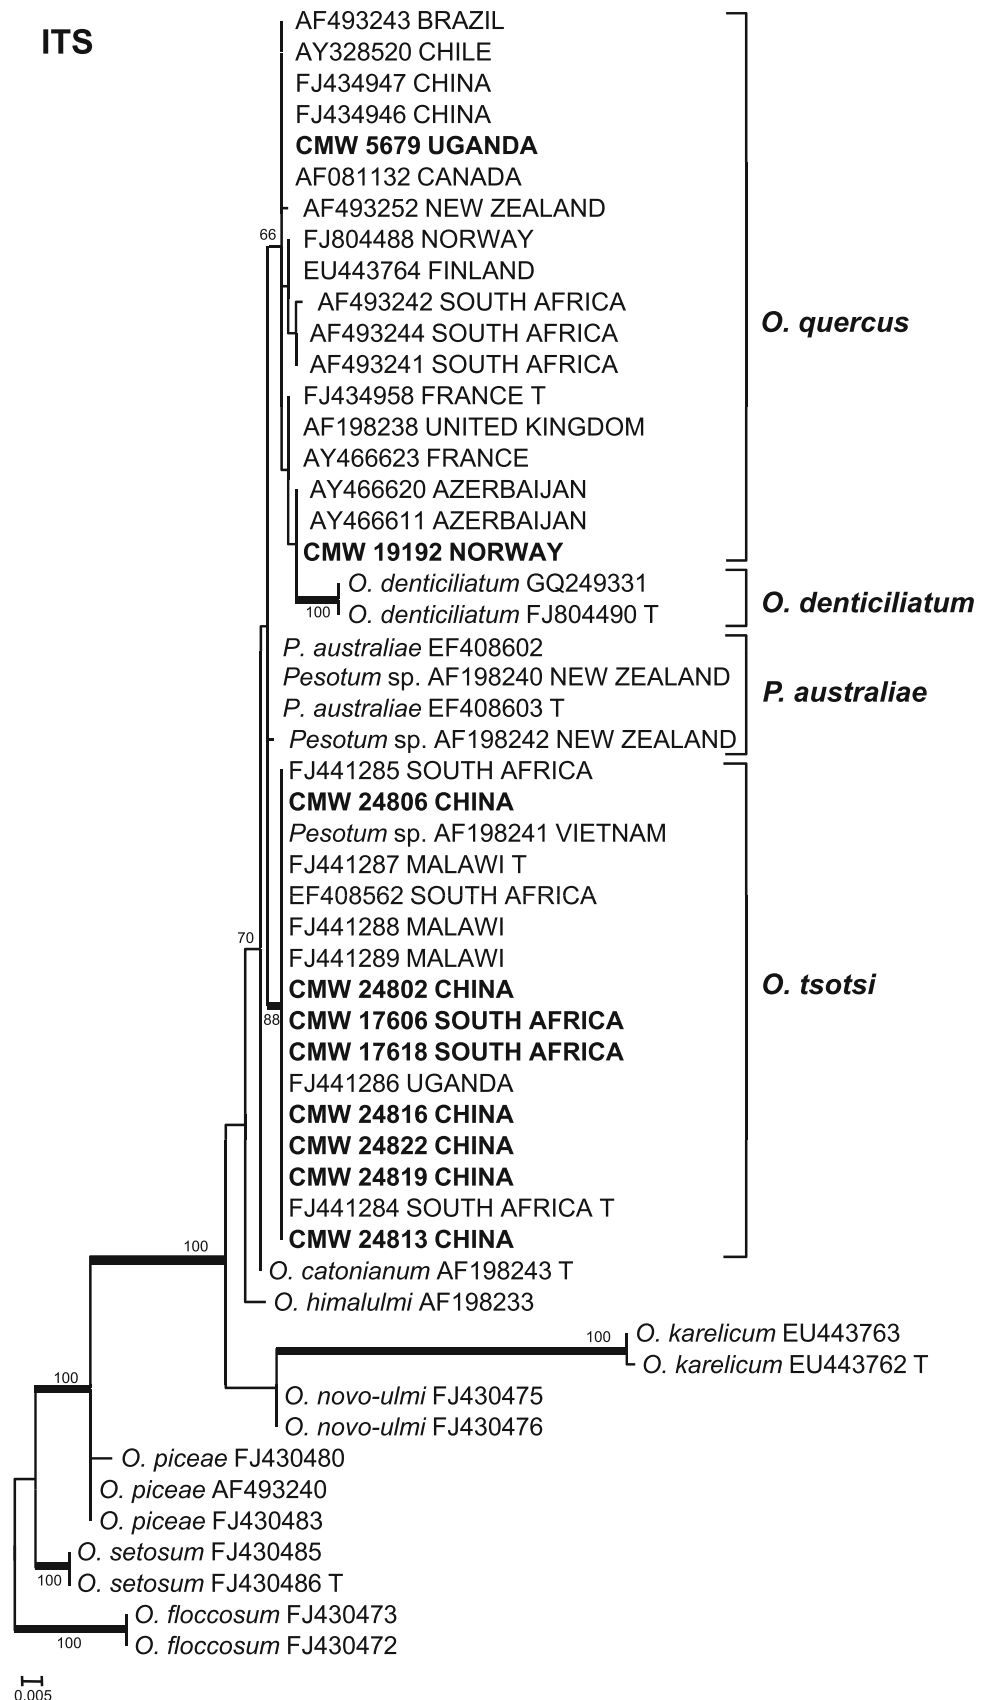 ITS
AF493243 BRAZIL
AY328520 CHILE
FJ434947 CHINA
FJ434946 CHINA
CMW 5679 UGANDA
AF081132 CANADA
AF493252 NEW ZEALAND
66
FJ804488 NORWAY
EU443764 FINLAND
AF493242 SOUTH AFRICA
O. quercus
AF493244 SOUTH AFRICA
AF493241 SOUTH AFRICA
FJ434958 FRANCE T
AF198238 UNITED KINGDOM
AY466623 FRANCE
AY466620 AZERBAIJAN
AY466611 AZERBAIJAN
CMW 19192 NORWAY
O. denticiliatum GQ249331
O. denticiliatum
100
O. denticiliatum FJ804490 T
P. australiae EF408602
Pesotum sp. AF198240 NEW ZEALAND
P. australiae
P. australiae EF408603 T
Pesotum sp. AF198242 NEW ZEALAND
FJ441285 SOUTH AFRICA
CMW 24806 CHINA
Pesotum sp. AF198241 VIETNAM
FJ441287 MALAWI T
EF408562 SOUTH AFRICA
FJ441288 MALAWI
70
FJ441289 MALAWI
O. tsotsi
CMW 24802 CHINA
88
CMW 17606 SOUTH AFRICA
CMW 17618 SOUTH AFRICA
FJ441286 UGANDA
CMW 24816 CHINA
CMW 24822 CHINA
CMW 24819 CHINA
FJ441284 SOUTH AFRICA T
CMW 24813 CHINA
100
O. catonianum AF198243 T
O. himalulmi AF198233
100
O. karelicum EU443763
O. karelicum EU443762 T
100
O. novo-ulmi FJ430475
O. novo-ulmi FJ430476
O. piceae FJ430480
O. piceae AF493240
O. piceae FJ430483
O. setosum FJ430485
100
O. setosum FJ430486 T
O. floccosum FJ430473
100
O. floccosum FJ430472
0.005